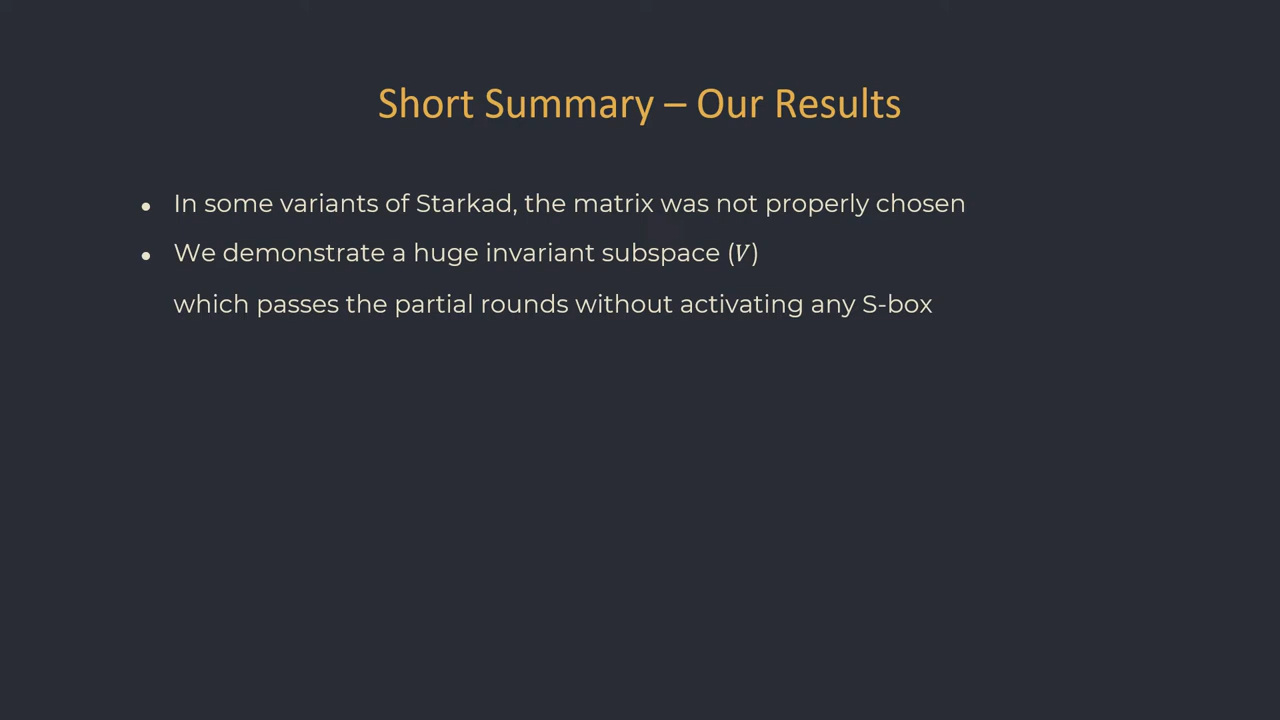 Short Summary – Our Results
• In some variants of Starkad, the matrix was not properly chosen
• We demonstrate a huge invariant subspace (V)
which passes the partial rounds without activating any S-box